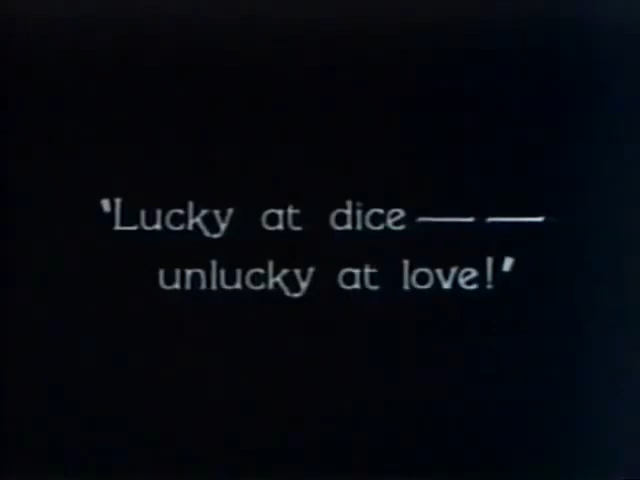 "Lucky at dice — —
unlucky at love!"